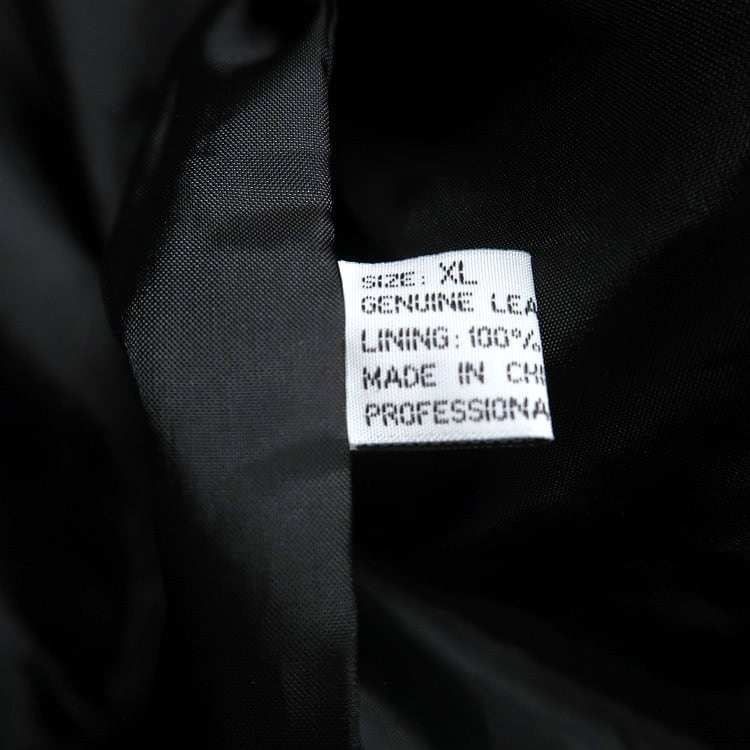 SIZE: XL
GENUINE LEA
LINING: 100%
MADE IN CHI
PROFESSIONA